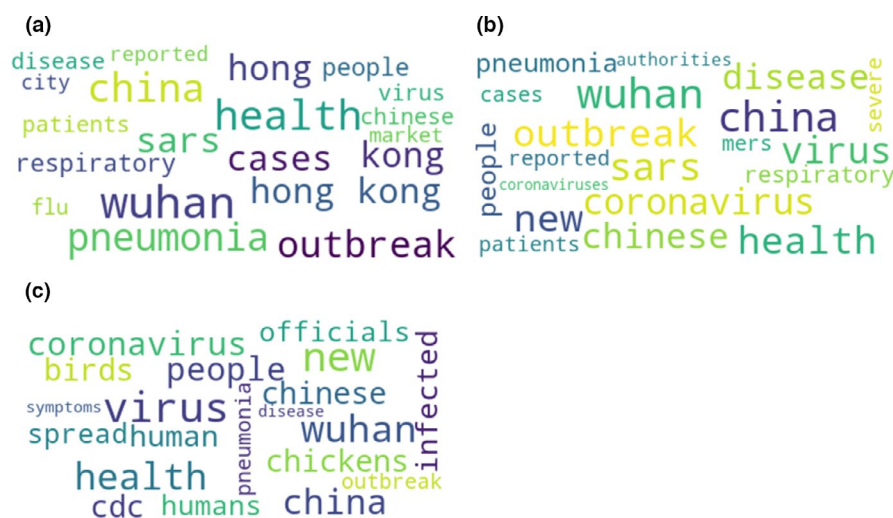 (a)
disease reported
city china hong people
virus
patients health chinese
sars market
respiratory cases kong
flu wuhan hong kong
pneumonia outbreak
(b)
pneumonia authorities
cases wuhan disease severe
outbreak china
people reported sars mers virus
coronaviruses respiratory
new coronavirus
patients chinese health
(c)
coronavirus officials
birds people new infected
symptoms virus pneumonia chinese
disease
spread human wuhan
health chickens
outbreak
cdc humans china